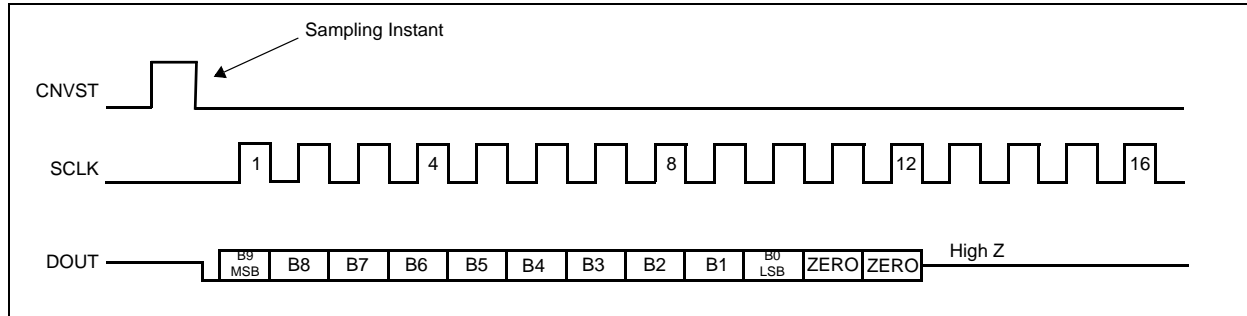 Sampling Instant
CNVST
SCLK
1 4 8 12 16
DOUT
B9 MSB B8 B7 B6 B5 B4 B3 B2 B1 B0 LSB ZERO ZERO High Z